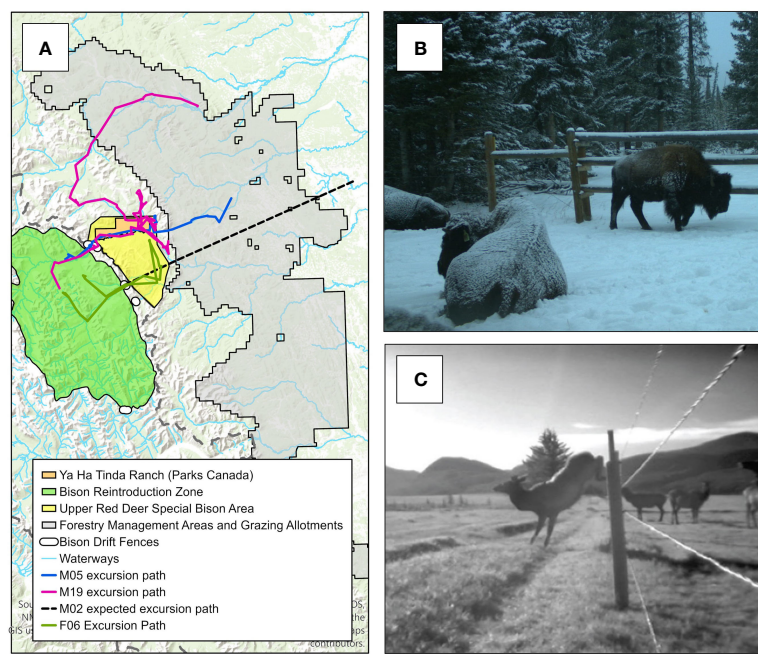 A
B
C
Ya Ha Tinda Ranch (Parks Canada)
Bison Reintroduction Zone
Upper Red Deer Special Bison Area
Forestry Management Areas and Grazing Allotments
Bison Drift Fences
Waterways
M05 excursion path
M19 excursion path
M02 expected excursion path
F06 Excursion Path
contributors.